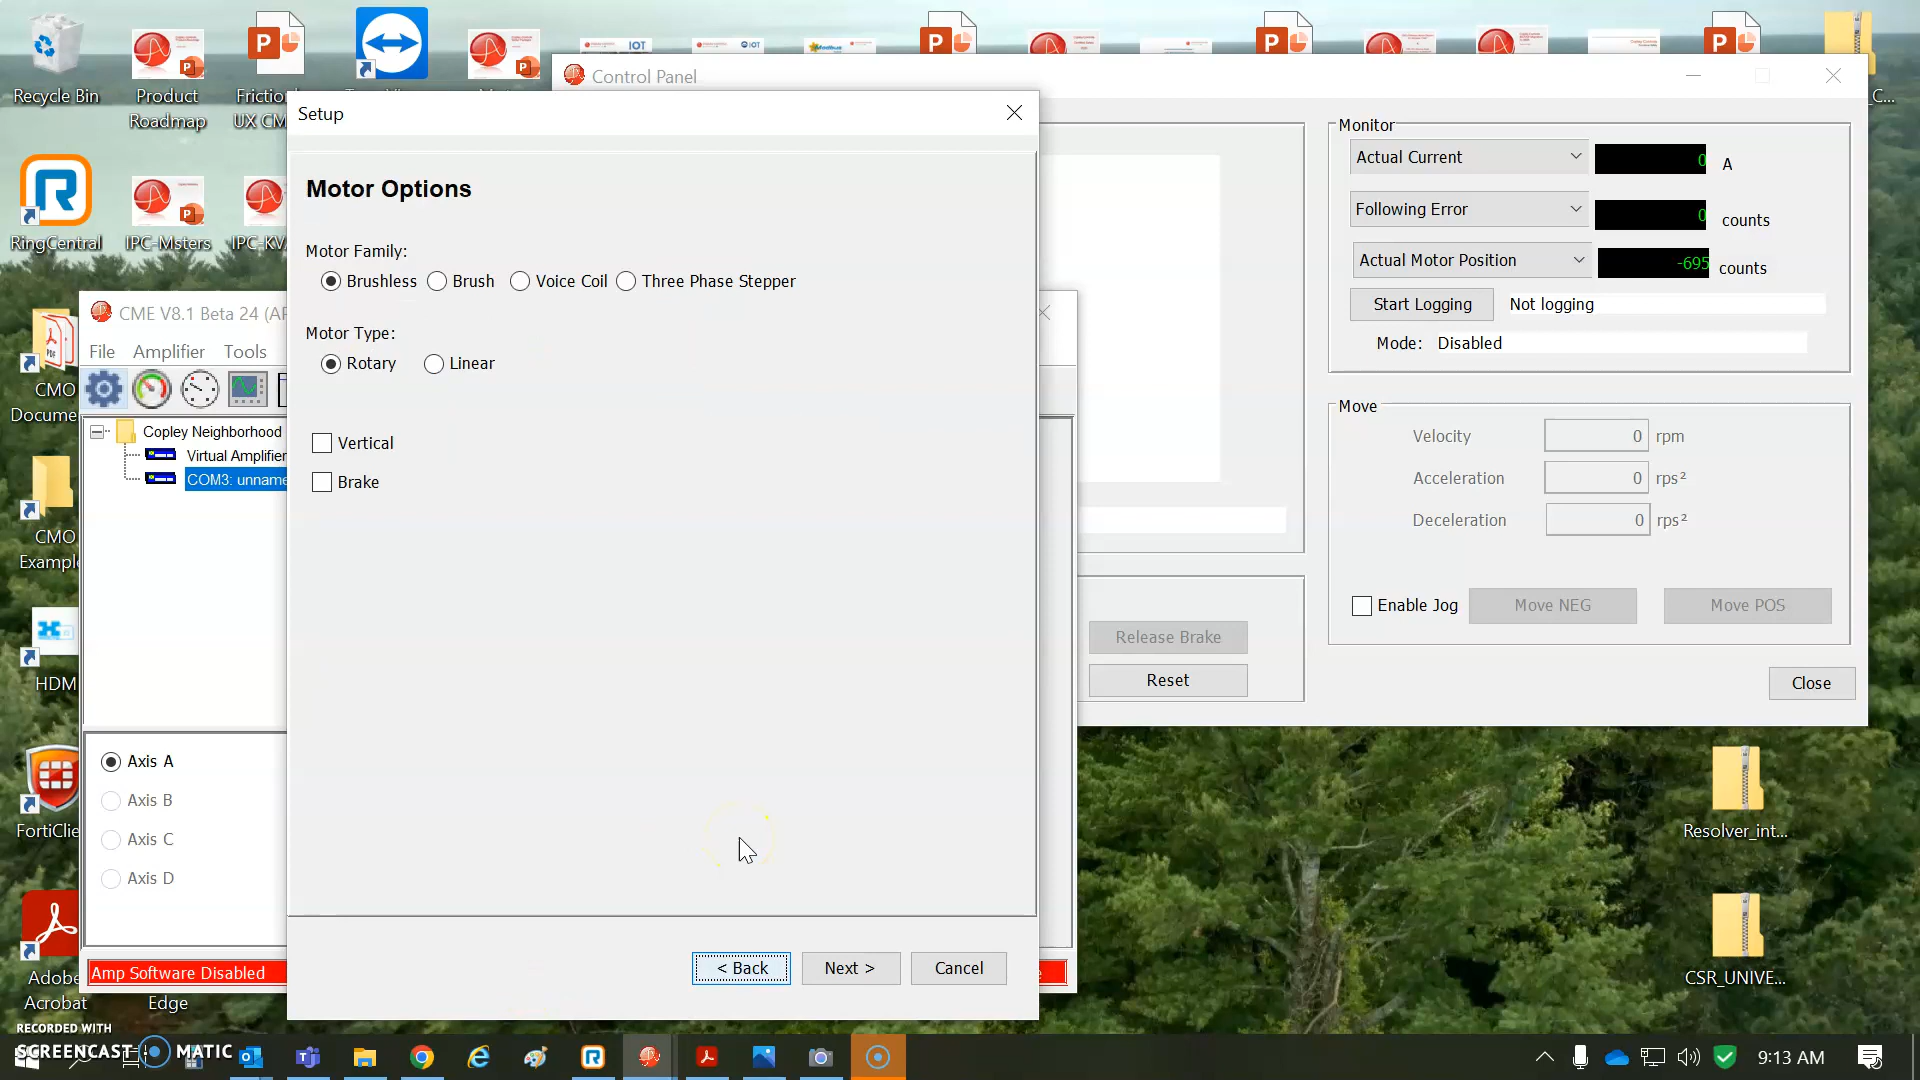 Recycle Bin
Product
Roadmap
Frictio
UX CM
RingCentral
IPC-Msters
IPC-KV
CMO
Docume
CMO
Example
HDM
FortiClie
Adobe
Acrobat
Edge
Control Panel
Setup
Motor Options
Motor Family:
Brushless
Brush
Voice Coil
Three Phase Stepper
Motor Type:
Rotary
Linear
Vertical
Brake
< Back
Next >
Cancel
CME V8.1 Beta 24 (AF
File
Amplifier
Tools
Copley Neighborhood
Virtual Amplifier
COM3: unname
Axis A
Axis B
Axis C
Axis D
Amp Software Disabled
Monitor
Actual Current
0
A
Following Error
0
counts
Actual Motor Position
-695
counts
Start Logging
Not logging
Mode:
Disabled
Move
Velocity
0
rpm
Acceleration
0
rps²
Deceleration
0
rps²
Enable Jog
Move NEG
Move POS
Release Brake
Reset
Close
Resolver_int...
CSR_UNIVE...
RECORDED WITH
SCREENCAST MATIC
9:13 AM